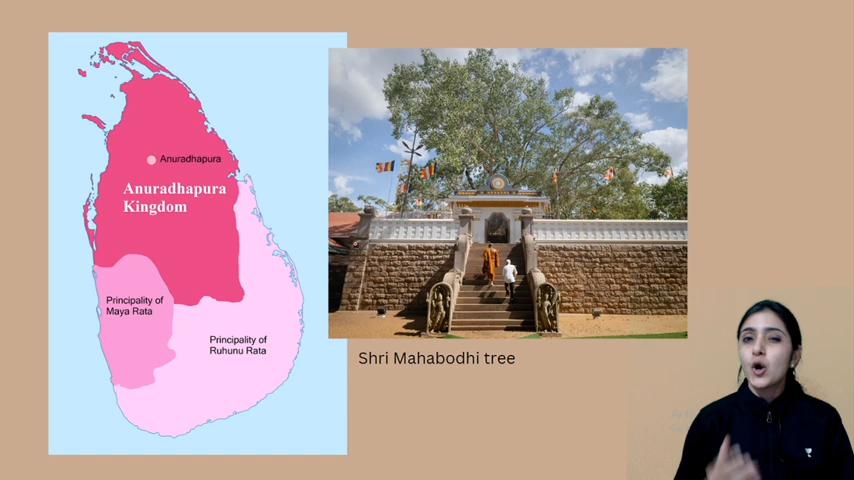 Anuradhapura
Anuradhapura
Kingdom
Principality of
Maya Rata
Principality of
Ruhunu Rata
Shri Mahabodhi tree